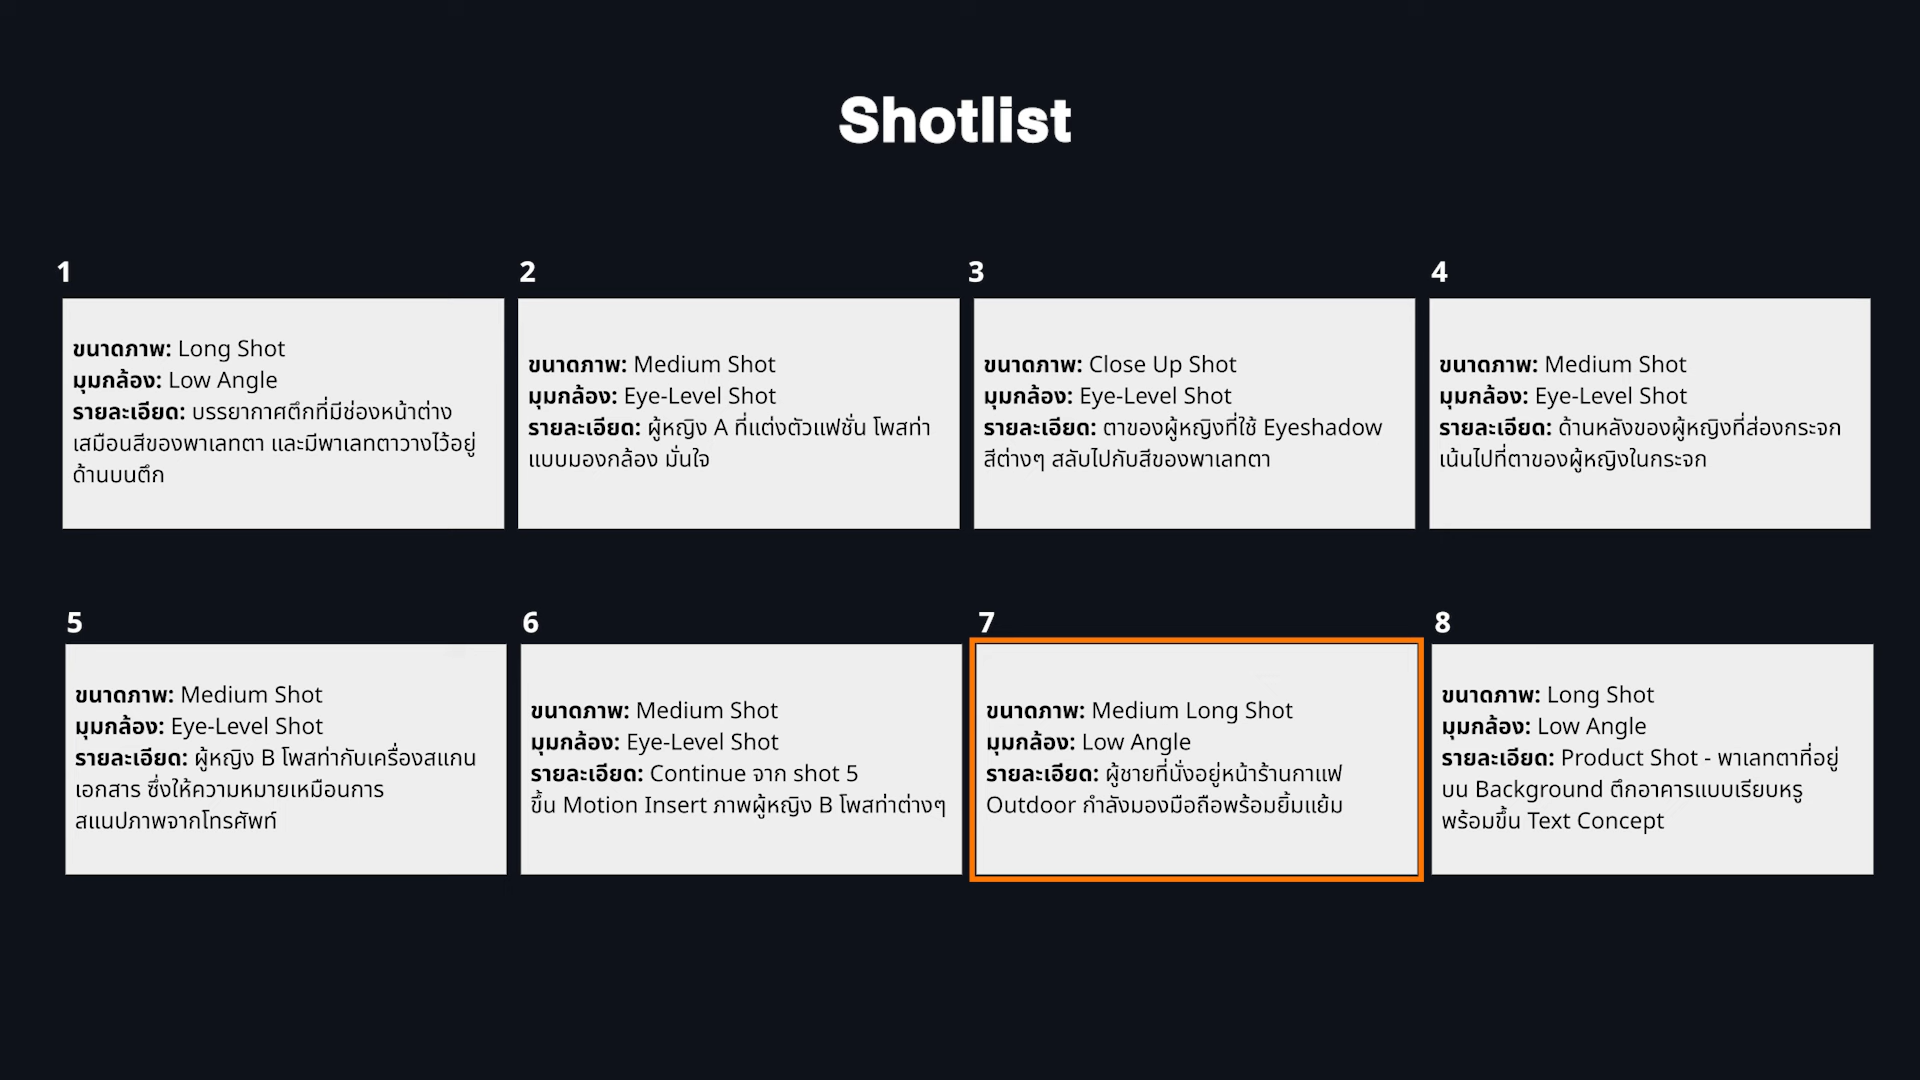 Shotlist
1
ขนาดภาพ: Long Shot
มุมกล้อง: Low Angle
รายละเอียด: บรรยากาศตึกที่มีช่องหน้าต่าง
เสมือนสีของพาเลทตา และมีพาเลทตาวางไว้อยู่
ด้านบนตึก
2
ขนาดภาพ: Medium Shot
มุมกล้อง: Eye-Level Shot
รายละเอียด: ผู้หญิง A ที่แต่งตัวแฟชั่น โพสท่า
แบบมองกล้อง มั่นใจ
3
ขนาดภาพ: Close Up Shot
มุมกล้อง: Eye-Level Shot
รายละเอียด: ตาของผู้หญิงที่ใช้ Eyeshadow
สีต่างๆ สลับไปกับสีของพาเลทตา
4
ขนาดภาพ: Medium Shot
มุมกล้อง: Eye-Level Shot
รายละเอียด: ด้านหลังของผู้หญิงที่ส่องกระจก
เน้นไปที่ตาของผู้หญิงในกระจก
5
ขนาดภาพ: Medium Shot
มุมกล้อง: Eye-Level Shot
รายละเอียด: ผู้หญิง B โพสท่ากับเครื่องสแกน
เอกสาร ซึ่งให้ความหมายเหมือนการ
สแนปภาพจากโทรศัพท์
6
ขนาดภาพ: Medium Shot
มุมกล้อง: Eye-Level Shot
รายละเอียด: Continue จาก shot 5
ขึ้น Motion Insert ภาพผู้หญิง B โพสท่าต่างๆ
7
ขนาดภาพ: Medium Long Shot
มุมกล้อง: Low Angle
รายละเอียด: ผู้ชายที่นั่งอยู่หน้าร้านกาแฟ
Outdoor กำลังมองมือถือพร้อมยิ้มแย้ม
8
ขนาดภาพ: Long Shot
มุมกล้อง: Low Angle
รายละเอียด: Product Shot - พาเลทตาที่อยู่
บน Background ตึกอาคารแบบเรียบหรู
พร้อมขึ้น Text Concept